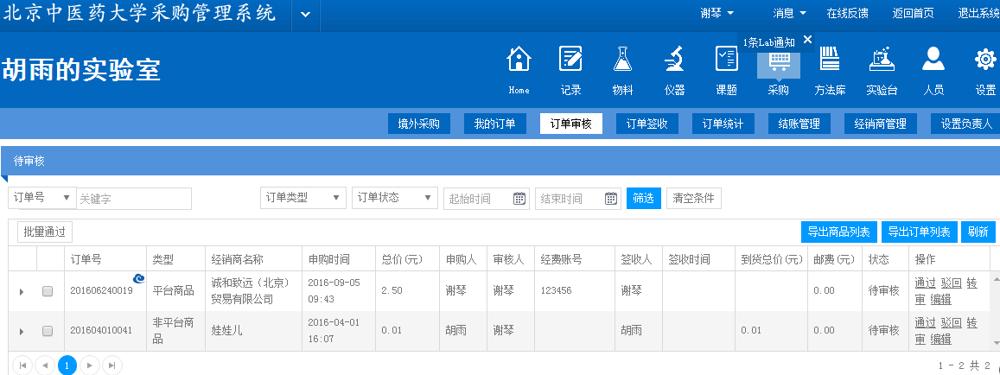 北京中医药大学采购管理系统 谢琴 消息 在线反馈 返回首页 退出系统
1条Lab通知
胡雨的实验室
Home 记录 物料 仪器 课题 采购 方法库 实验台 人员 设置
境外采购 我的订单 订单审核 订单签收 订单统计 结账管理 经销商管理 设置负责人
待审核
订单号 关键字 订单类型 订单状态 起始时间 结束时间 筛选 清空条件
批量通过 导出商品列表 导出订单列表 刷新
订单号 类型 经销商名称 申购时间 总价(元) 申购人 审核人 经费账号 签收人 签收时间 到货总价(元) 邮费(元) 状态 操作
201606240019 平台商品 诚和致远（北京）
贸易有限公司 2016-09-05
09:43 2.50 谢琴 谢琴 123456 谢琴 0.00 待审核 通过 驳回 转
审 编辑
201604010041 非平台商
品 娃娃儿 2016-04-01
16:07 0.01 胡雨 谢琴 胡雨 0.01 0.00 待审核 通过 驳回 转
审 编辑
1 1 - 2 共 2